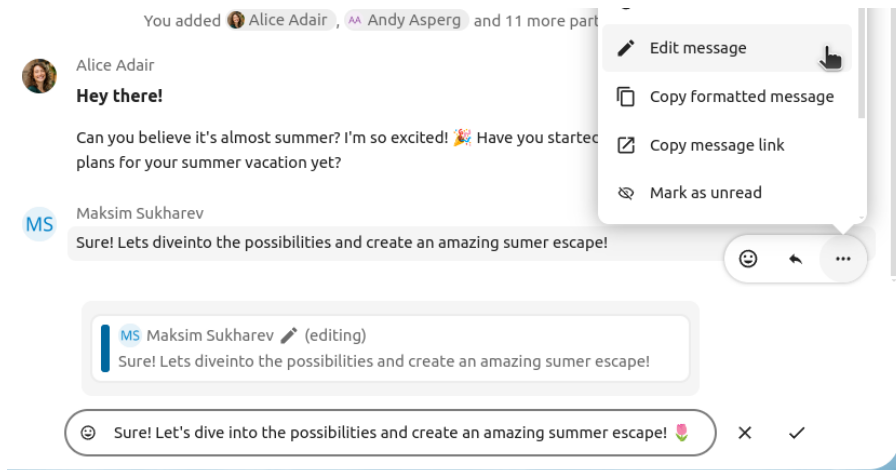 You added Alice Adair , AA Andy Asperg and 11 more part
Edit message
Copy formatted message
Copy message link
Mark as unread
Alice Adair
Hey there!
Can you believe it's almost summer? I'm so excited! 🎉 Have you started
plans for your summer vacation yet?
MS Maksim Sukharev
Sure! Lets diveinto the possibilities and create an amazing sumer escape!
MS Maksim Sukharev (editing)
Sure! Lets diveinto the possibilities and create an amazing sumer escape!
Sure! Let's dive into the possibilities and create an amazing summer escape! 🌷